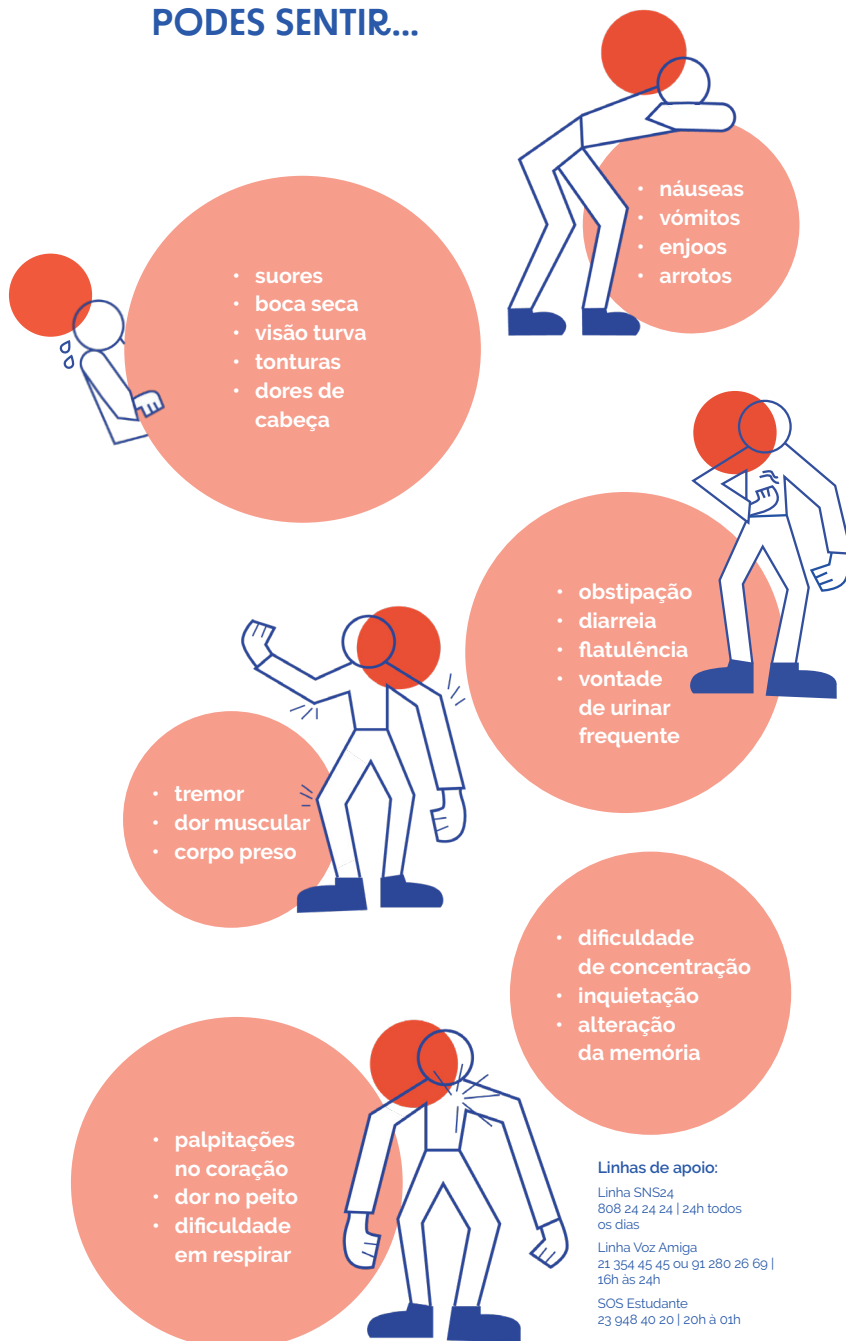 PODES SENTIR...
• náuseas
• vómitos
• enjoos
• arrotos
• suores
• boca seca
• visão turva
• tonturas
• dores de
cabeça
• obstipação
• diarreia
• flatulência
• vontade
de urinar
frequente
• tremor
• dor muscular
• corpo preso
• dificuldade
de concentração
• inquietação
• alteração
da memória
• palpitações
no coração
• dor no peito
• dificuldade
em respirar
Linhas de apoio:
Linha SNS24
808 24 24 24 | 24h todos
os dias
Linha Voz Amiga
21 354 45 45 ou 91 280 26 69 |
16h às 24h
SOS Estudante
23 948 40 20 | 20h à 01h